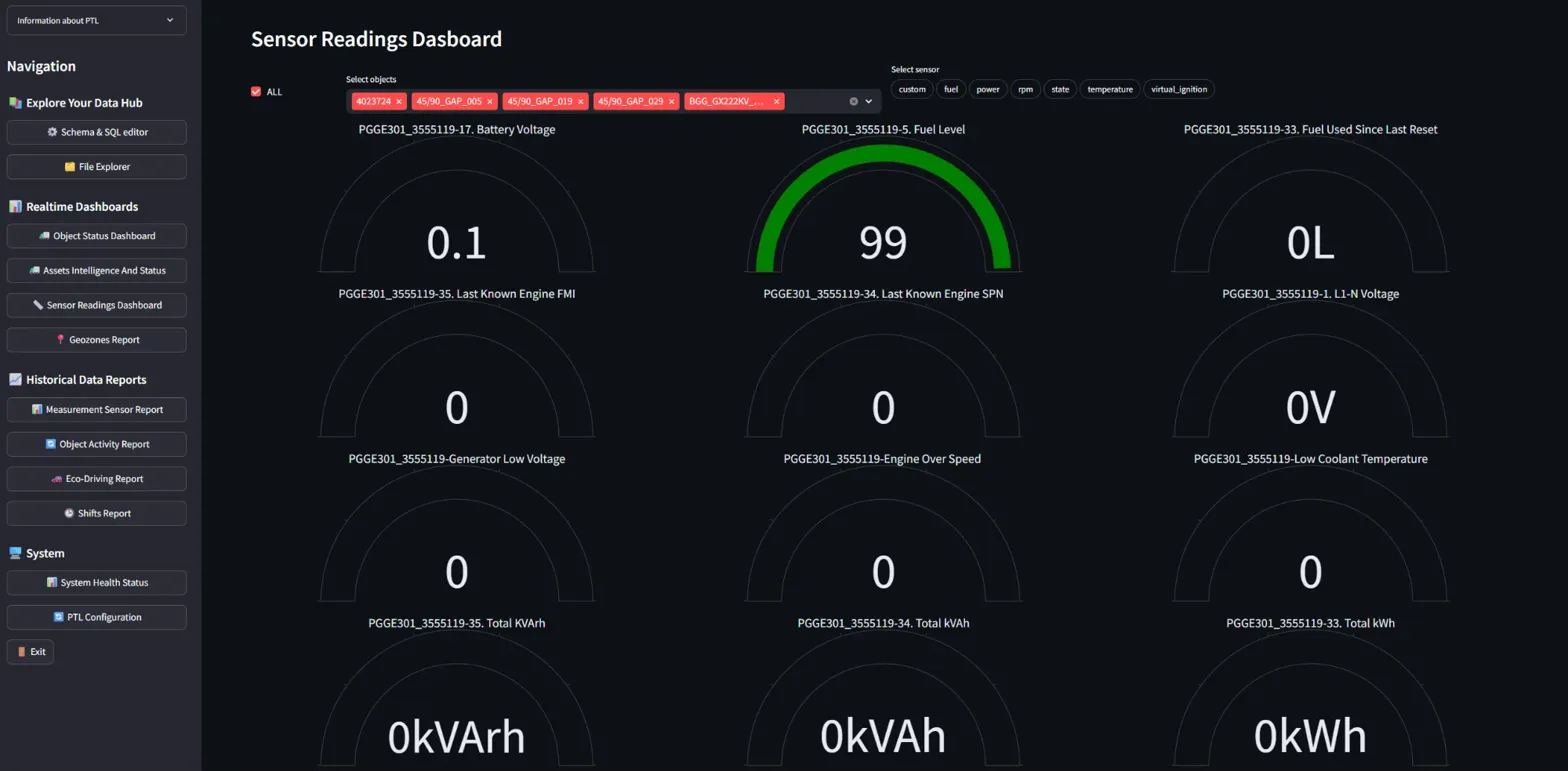 Information about PTL
Navigation
Explore Your Data Hub
Schema & SQL editor
File Explorer
Realtime Dashboards
Object Status Dashboard
Assets Intelligence And Status
Sensor Readings Dashboard
Geozones Report
Historical Data Reports
Measurement Sensor Report
Object Activity Report
Eco-Driving Report
Shifts Report
System
System Health Status
PTL Configuration
Exit
Sensor Readings Dasboard
ALL
Select objects
4023724 × 45/90_GAP_005 × 45/90_GAP_019 × 45/90_GAP_029 × BGG_GX222KV_... ×
Select sensor
custom fuel power rpm state temperature virtual_ignition
PGGE301_3555119-17. Battery Voltage
0.1
PGGE301_3555119-5. Fuel Level
99
PGGE301_3555119-33. Fuel Used Since Last Reset
0L
PGGE301_3555119-35. Last Known Engine FMI
0
PGGE301_3555119-34. Last Known Engine SPN
0
PGGE301_3555119-1. L1-N Voltage
0V
PGGE301_3555119-Generator Low Voltage
0
PGGE301_3555119-Engine Over Speed
0
PGGE301_3555119-Low Coolant Temperature
0
PGGE301_3555119-35. Total KVArh
0kVArh
PGGE301_3555119-34. Total kVAh
0kVAh
PGGE301_3555119-33. Total kWh
0kWh